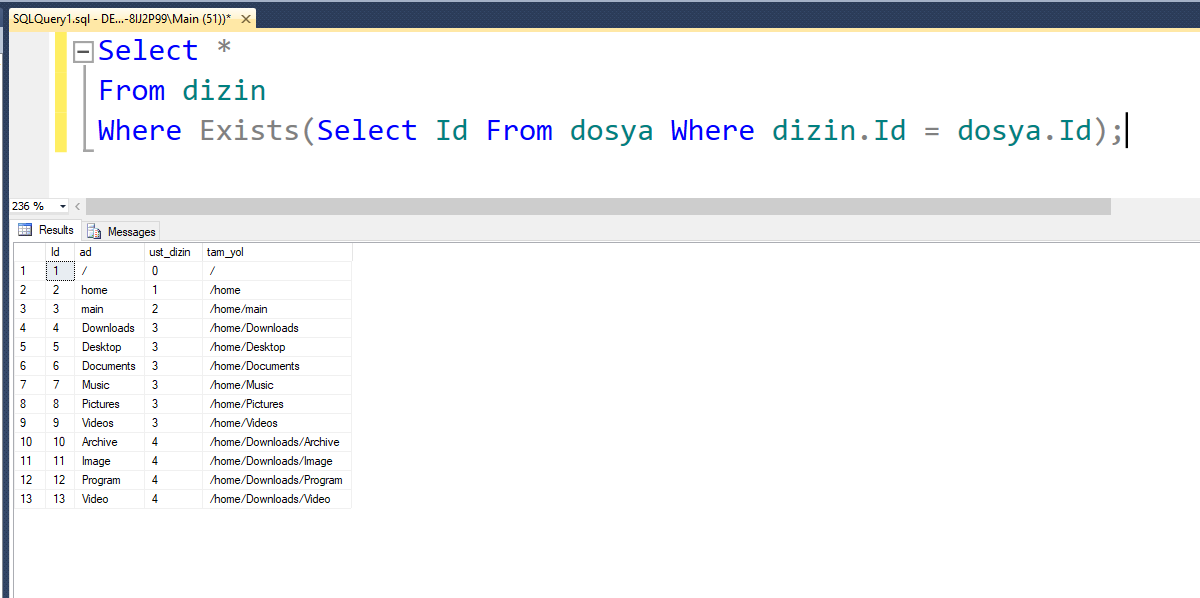 SQLQuery1.sql - DE...-8IJ2P99\Main (51))* ×
Select *
From dizin
Where Exists(Select Id From dosya Where dizin.Id = dosya.Id);
236 %
Results Messages
Id ad ust_dizin tam_yol
1 1 / 0 /
2 2 home 1 /home
3 3 main 2 /home/main
4 4 Downloads 3 /home/Downloads
5 5 Desktop 3 /home/Desktop
6 6 Documents 3 /home/Documents
7 7 Music 3 /home/Music
8 8 Pictures 3 /home/Pictures
9 9 Videos 3 /home/Videos
10 10 Archive 4 /home/Downloads/Archive
11 11 Image 4 /home/Downloads/Image
12 12 Program 4 /home/Downloads/Program
13 13 Video 4 /home/Downloads/Video